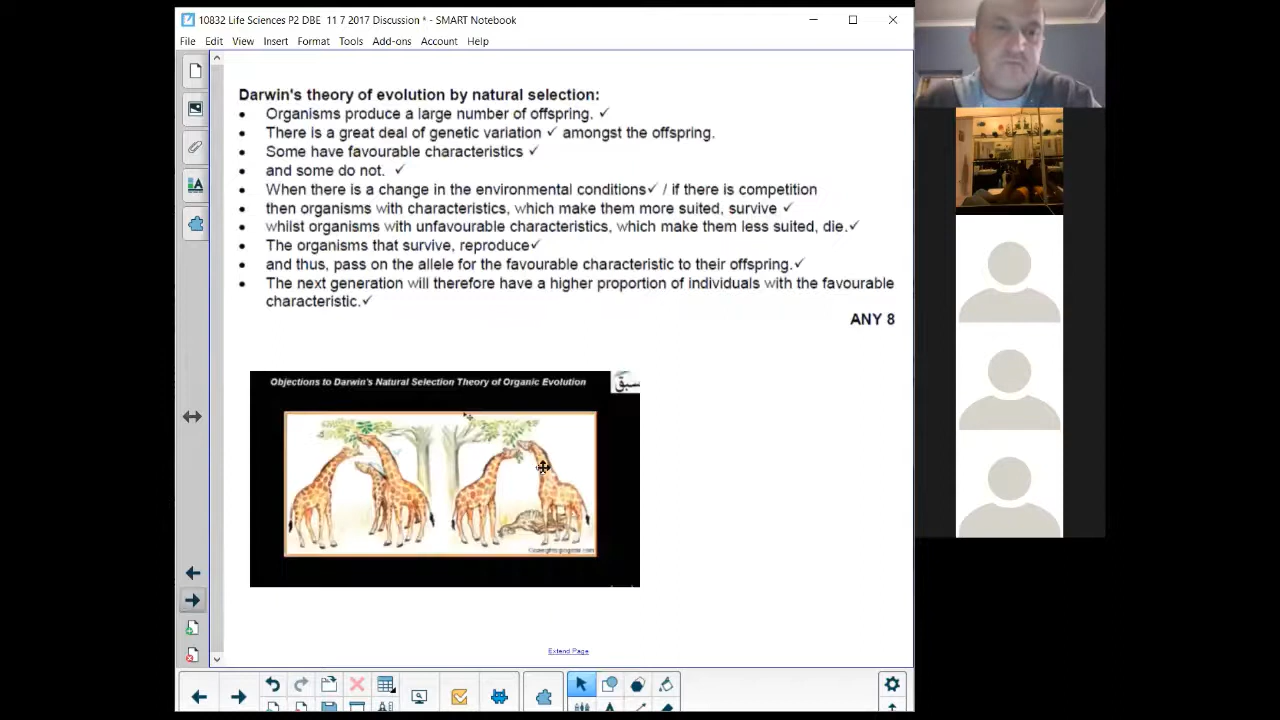 10832 Life Sciences P2 DBE 11 7 2017 Discussion * - SMART Notebook
File Edit View Insert Format Tools Add-ons Account Help
Darwin's theory of evolution by natural selection:
• Organisms produce a large number of offspring. ✓
• There is a great deal of genetic variation ✓ amongst the offspring.
• Some have favourable characteristics ✓
• and some do not. ✓
• When there is a change in the environmental conditions✓ / if there is competition
• then organisms with characteristics, which make them more suited, survive ✓
• whilst organisms with unfavourable characteristics, which make them less suited, die.✓
• The organisms that survive, reproduce✓
• and thus, pass on the allele for the favourable characteristic to their offspring.✓
• The next generation will therefore have a higher proportion of individuals with the favourable
characteristic.✓
ANY 8
Objections to Darwin's Natural Selection Theory of Organic Evolution
سبق
Extend Page